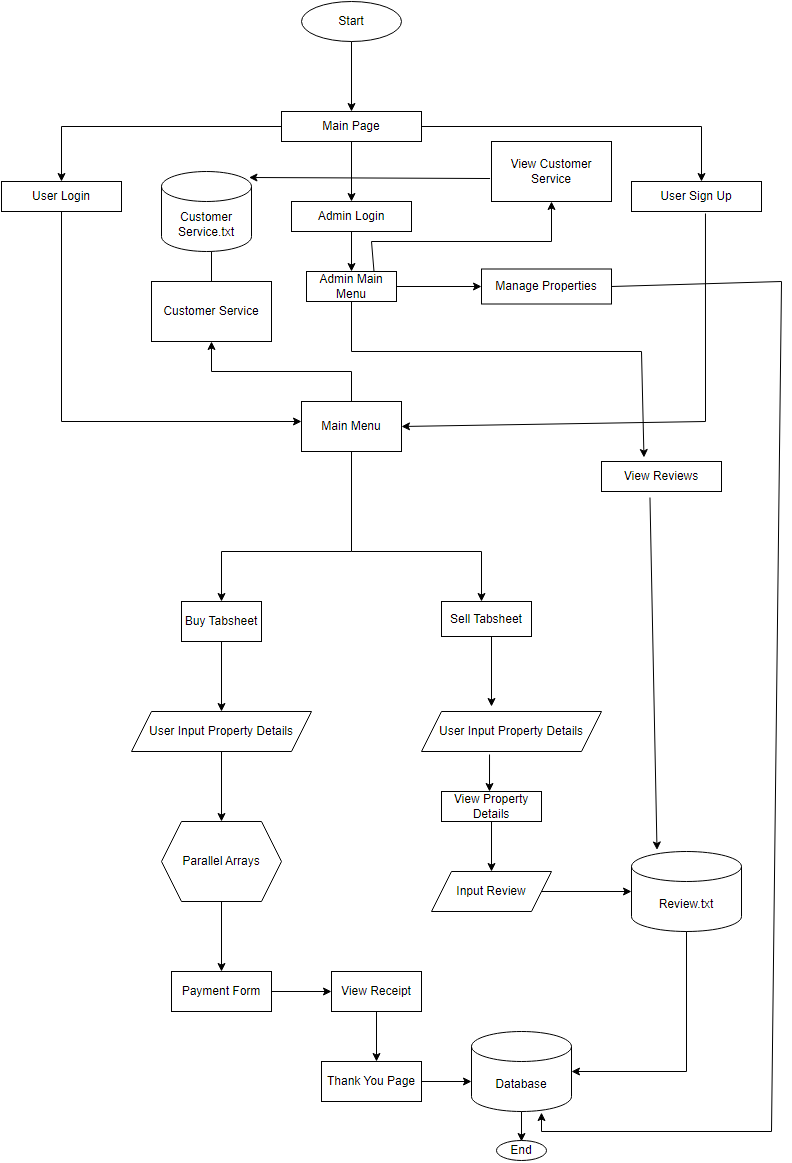 Start
Main Page
User Login
Customer
Service.txt
Admin Login
View Customer
Service
User Sign Up
Admin Main
Menu
Manage Properties
Customer Service
Main Menu
View Reviews
Buy Tabsheet
Sell Tabsheet
User Input Property Details
User Input Property Details
View Property
Details
Parallel Arrays
Input Review
Review.txt
Payment Form
View Receipt
Thank You Page
Database
End